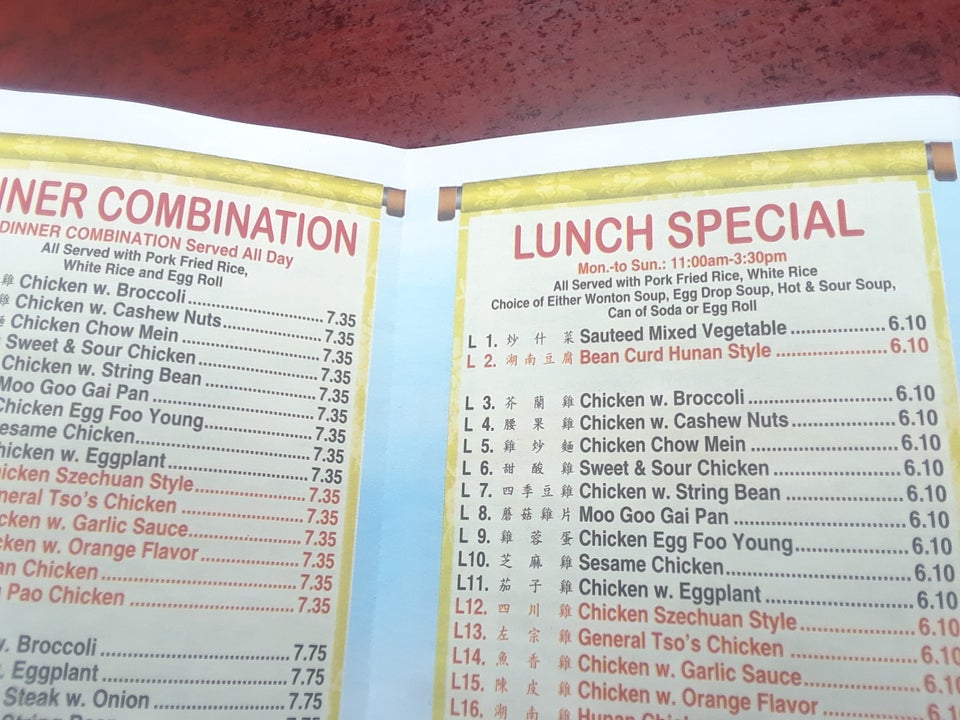 INNER COMBINATION
DINNER COMBINATION Served All Day
All Served with Pork Fried Rice,
White Rice and Egg Roll
雞 Chicken w. Broccoli 7.35
雞 Chicken w. Cashew Nuts 7.35
Chicken Chow Mein 7.35
Sweet & Sour Chicken 7.35
Chicken w. String Bean 7.35
Moo Goo Gai Pan 7.35
Chicken Egg Foo Young 7.35
esame Chicken 7.35
hicken w. Eggplant 7.35
hicken Szechuan Style 7.35
neral Tso's Chicken 7.35
cken w. Garlic Sauce 7.35
ken w. Orange Flavor 7.35
an Chicken 7.35
Pao Chicken 7.35
w. Broccoli 7.75
Eggplant 7.75
Steak w. Onion 7.75
LUNCH SPECIAL
Mon.-to Sun.: 11:00am-3:30pm
All Served with Pork Fried Rice, White Rice
Choice of Either Wonton Soup, Egg Drop Soup, Hot & Sour Soup,
Can of Soda or Egg Roll
L 1. 炒什菜 Sauteed Mixed Vegetable 6.10
L 2. 湖南豆腐 Bean Curd Hunan Style 6.10
L 3. 芥蘭雞 Chicken w. Broccoli 6.10
L 4. 腰果雞 Chicken w. Cashew Nuts 6.10
L 5. 雞炒麵 Chicken Chow Mein 6.10
L 6. 甜酸雞 Sweet & Sour Chicken 6.10
L 7. 四季豆雞 Chicken w. String Bean 6.10
L 8. 蘑菇雞片 Moo Goo Gai Pan 6.10
L 9. 雞蓉蛋 Chicken Egg Foo Young 6.10
L10. 芝麻雞 Sesame Chicken 6.10
L11. 茄子雞 Chicken w. Eggplant 6.10
L12. 四川雞 Chicken Szechuan Style 6.10
L13. 左宗雞 General Tso's Chicken 6.10
L14. 魚香雞 Chicken w. Garlic Sauce 6.10
L15. 陳皮雞 Chicken w. Orange Flavor 6.10
L16. 湖南雞 Hunan Chicken